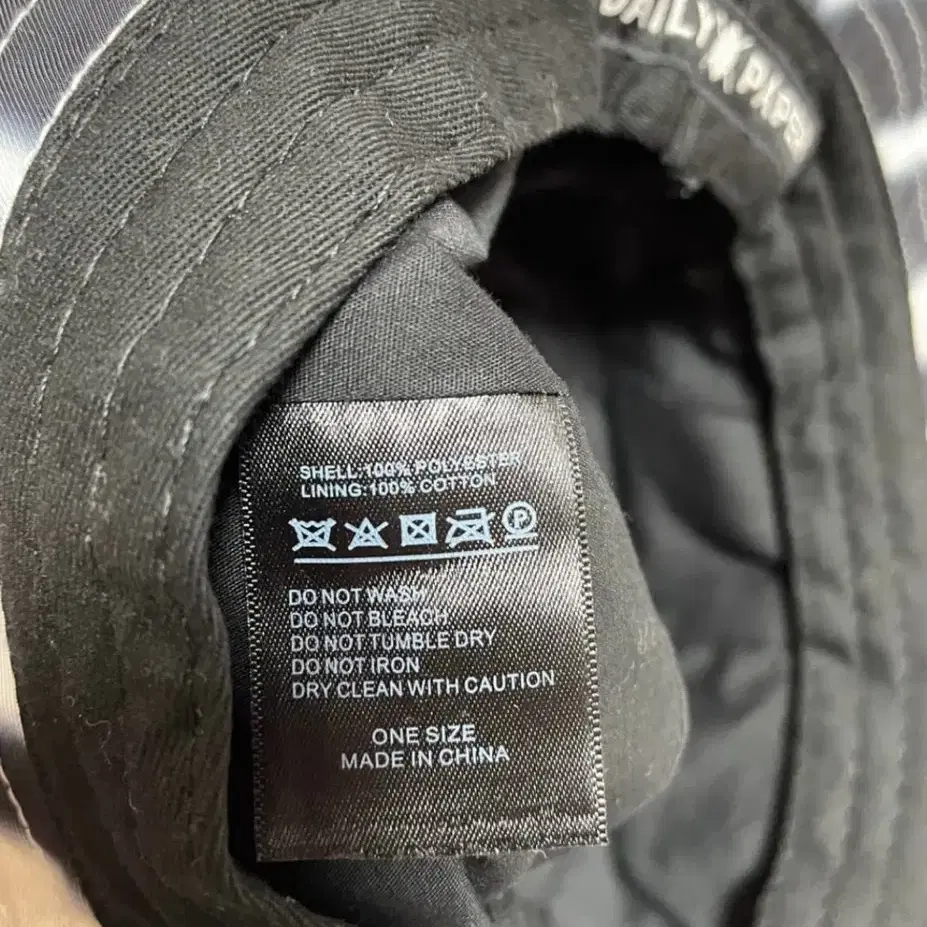 DAILY PAPER
SHELL:100% POLYESTER
LINING:100% COTTON
P
DO NOT WASH
DO NOT BLEACH
DO NOT TUMBLE DRY
DO NOT IRON
DRY CLEAN WITH CAUTION
ONE SIZE
MADE IN CHINA